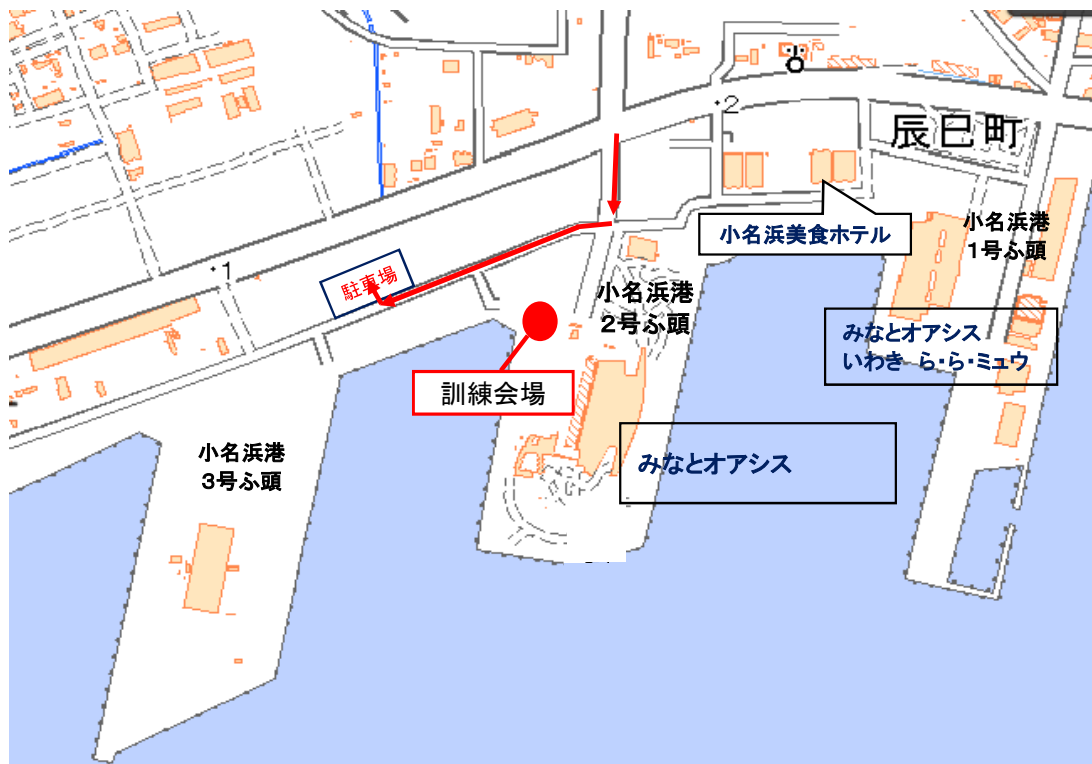 2
辰巳町
小名浜美食ホテル
小名浜港
1号ふ頭
1
駐車場
小名浜港
2号ふ頭
みなとオアシス
いわき ら・ら・ミュウ
訓練会場
小名浜港
3号ふ頭
みなとオアシス